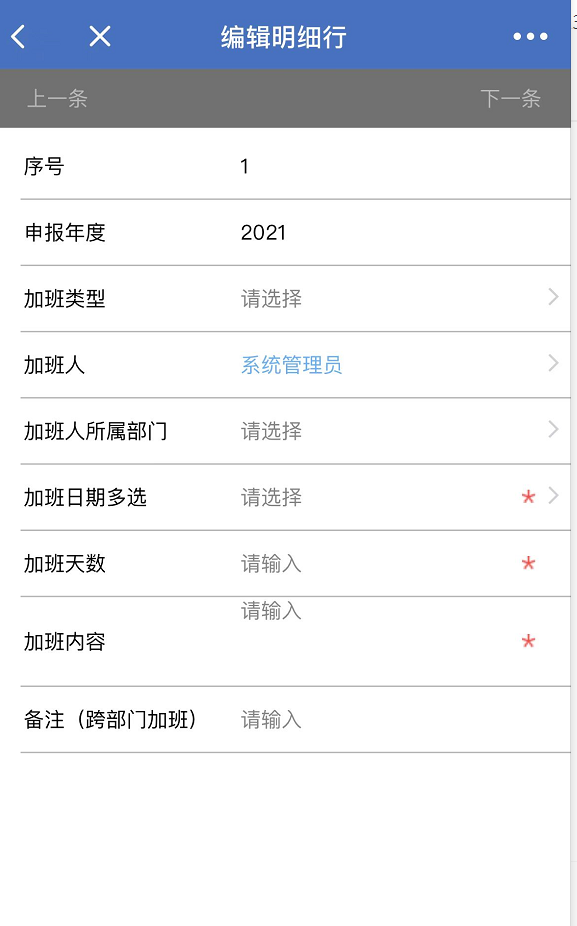 编辑明细行
上一条 下一条
序号 1
申报年度 2021
加班类型 请选择
加班人 系统管理员
加班人所属部门 请选择
加班日期多选 请选择 *
加班天数 请输入 *
请输入
加班内容 *
备注（跨部门加班） 请输入